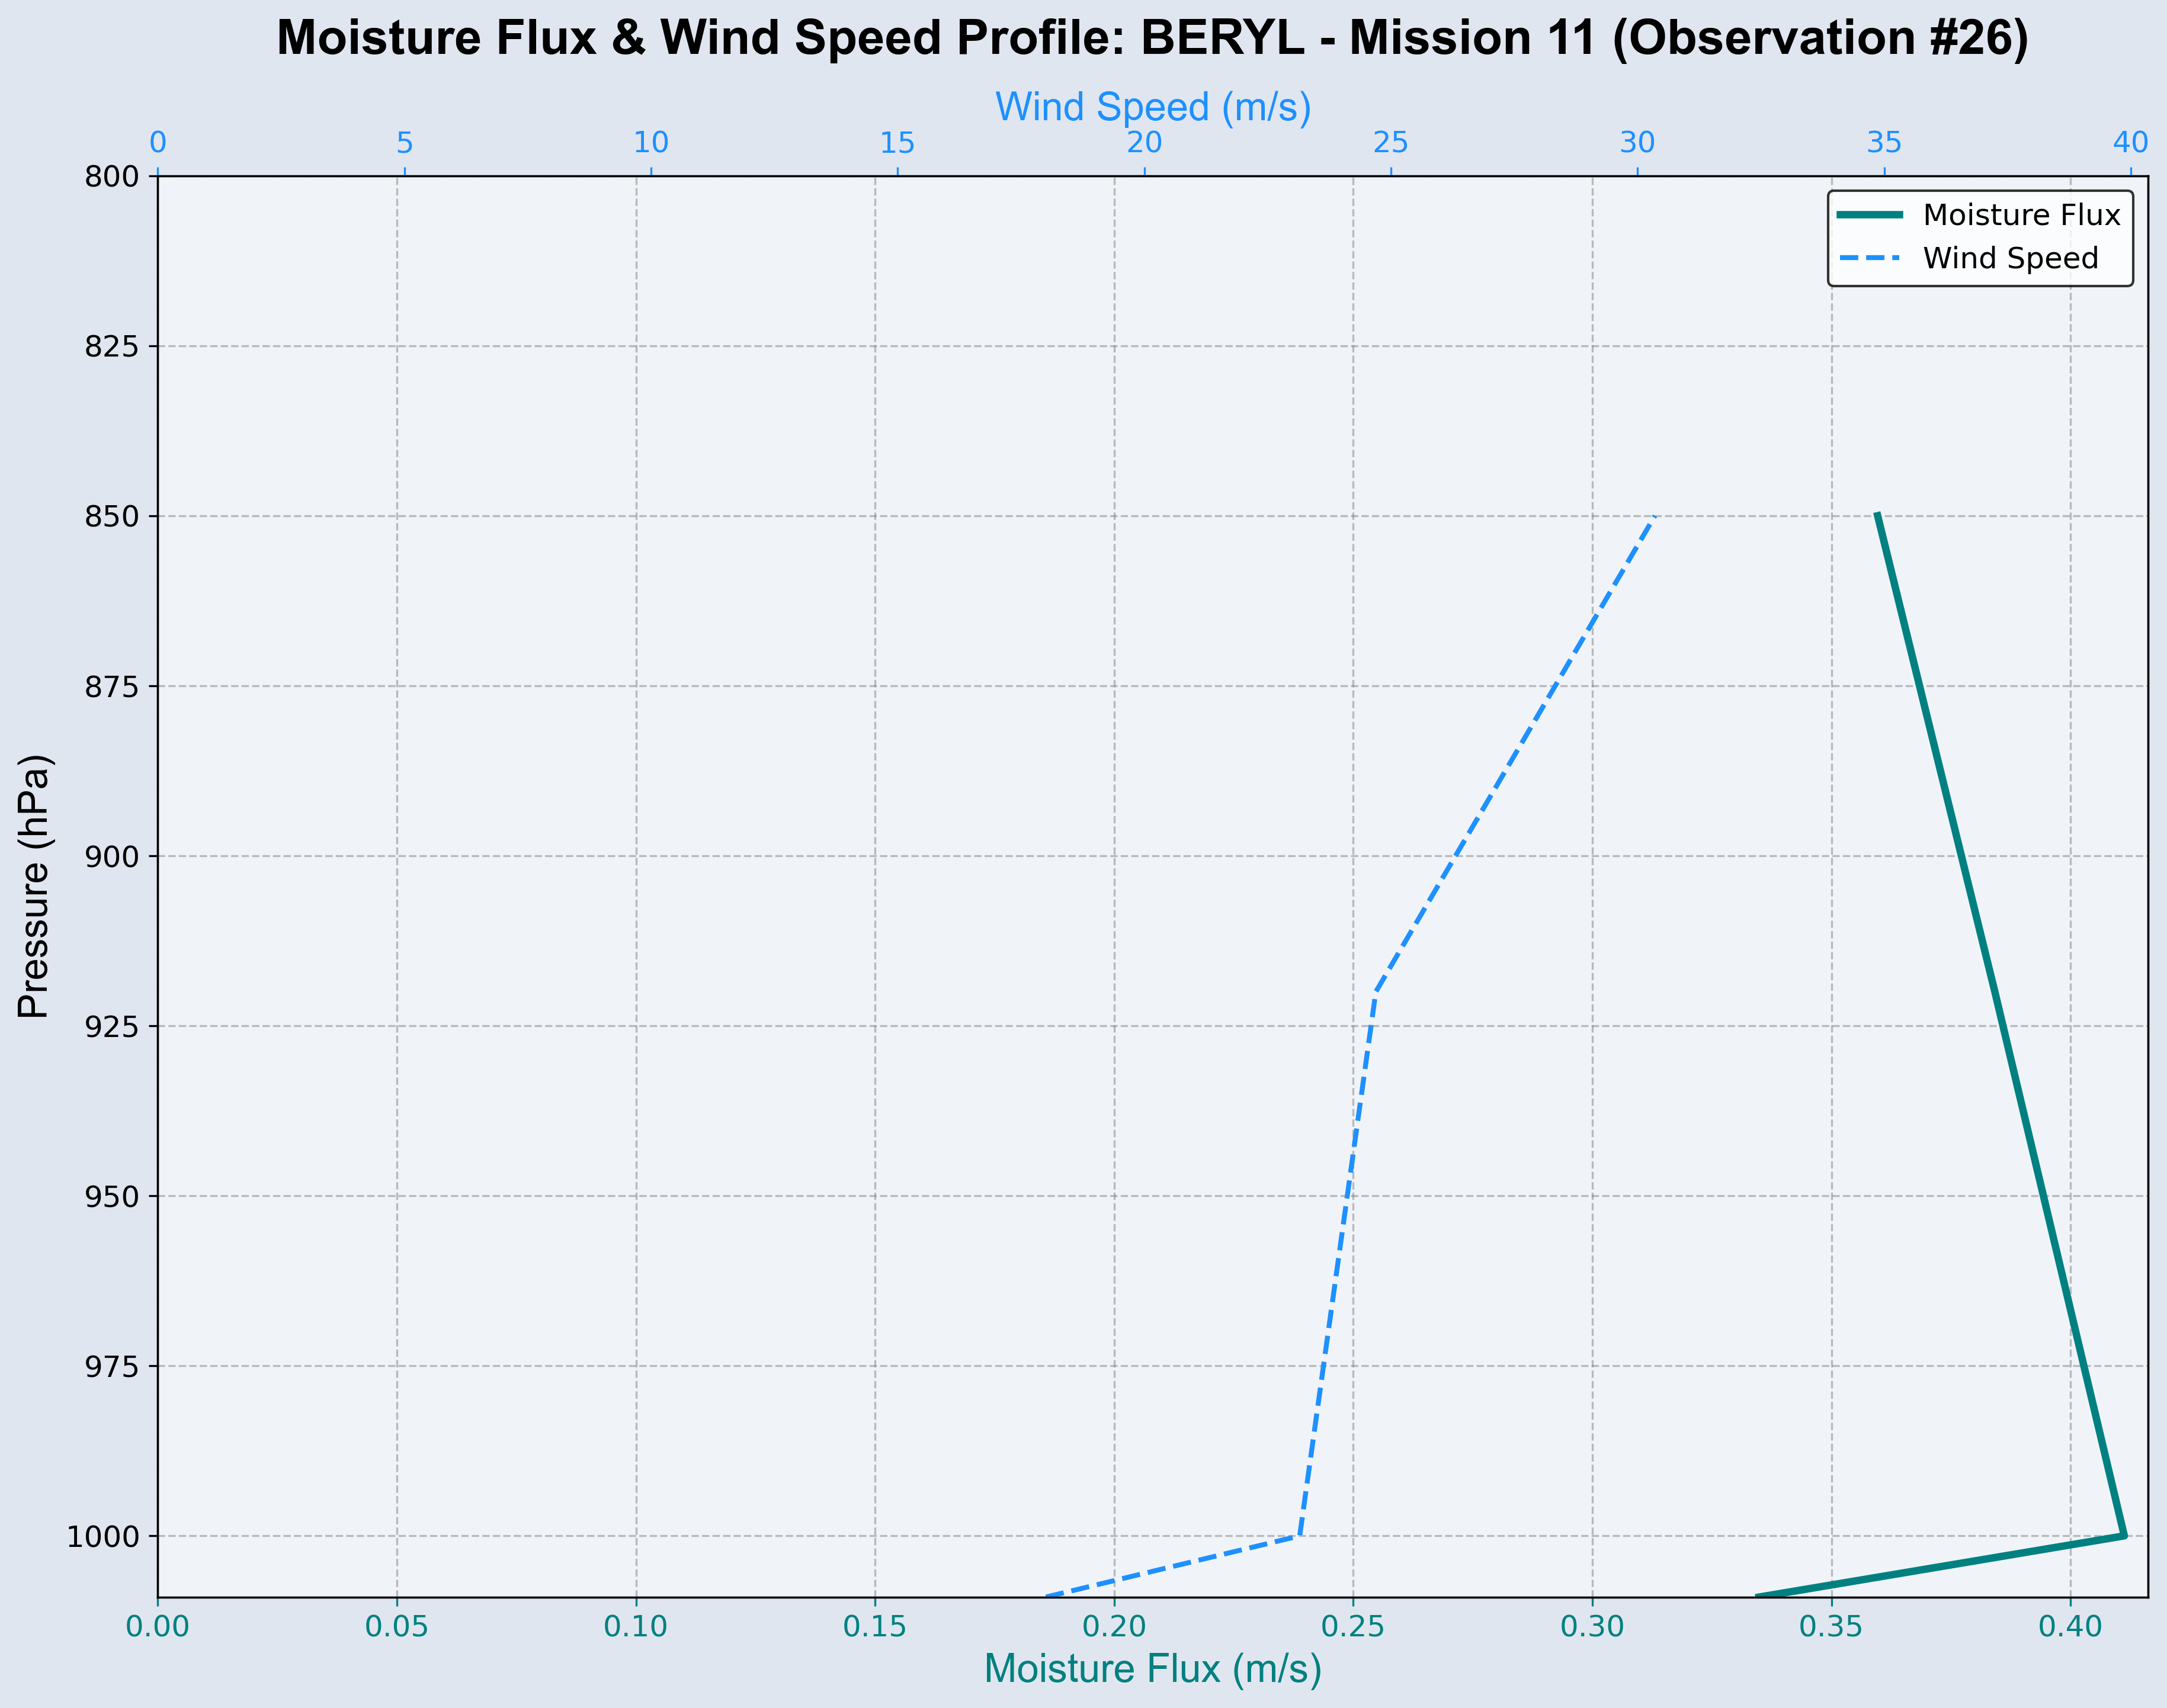 Moisture Flux & Wind Speed Profile: BERYL - Mission 11 (Observation #26)
Wind Speed (m/s)
0 5 10 15 20 25 30 35 40
Moisture Flux
Wind Speed
Pressure (hPa)
800
825
850
875
900
925
950
975
1000
0.00 0.05 0.10 0.15 0.20 0.25 0.30 0.35 0.40
Moisture Flux (m/s)